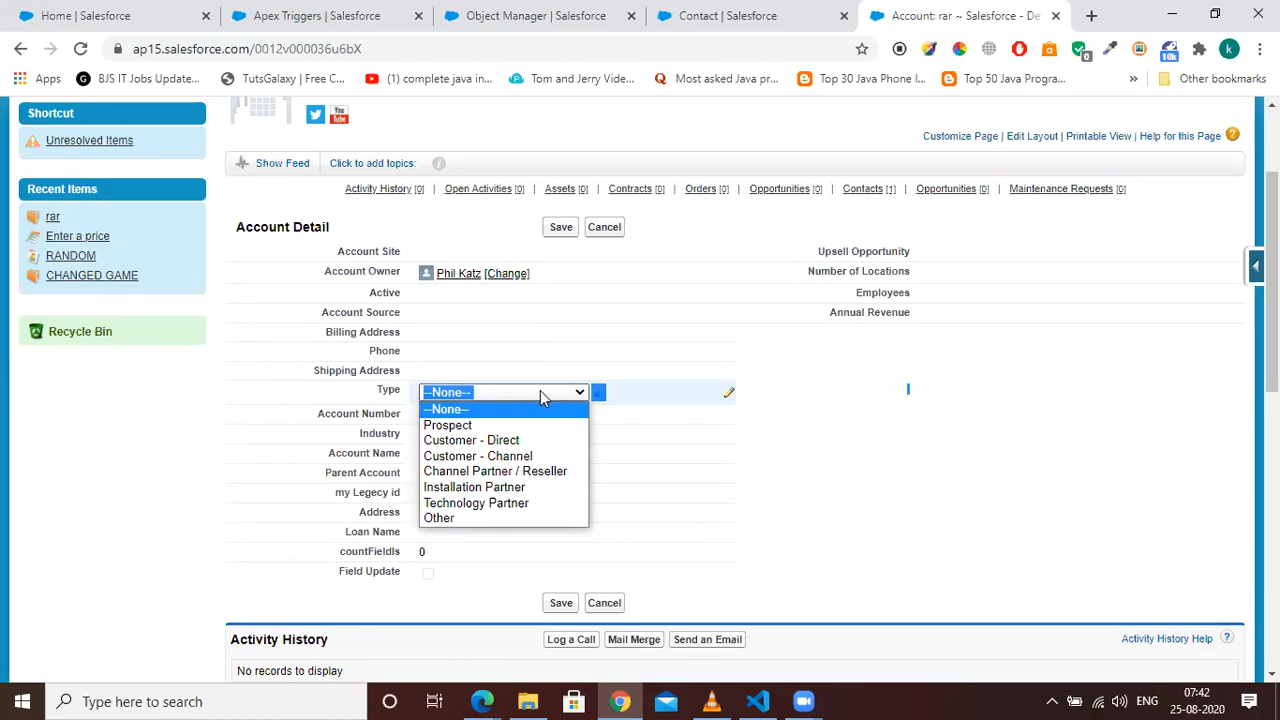 Home | Salesforce
Apex Triggers | Salesforce
Object Manager | Salesforce
Contact | Salesforce
Account: rar ~ Salesforce - De
ap15.salesforce.com/0012v000036u6bX
k
0
10k
Apps
BJS IT Jobs Update...
TutsGalaxy | Free C...
(1) complete java in...
Tom and Jerry Vide...
Most asked Java pr...
Top 30 Java Phone I...
Top 50 Java Progra...
Other bookmarks
Shortcut
Unresolved Items
Recent Items
rar
Enter a price
RANDOM
CHANGED GAME
Recycle Bin
You Tube
Customize Page | Edit Layout | Printable View | Help for this Page
Show Feed
Click to add topics:
Activity History [0] | Open Activities [0] | Assets [0] | Contracts [0] | Orders [0] | Opportunities [0] | Contacts [1] | Opportunities [0] | Maintenance Requests [0]
Account Detail
Save
Cancel
Account Site
Upsell Opportunity
Account Owner
Phil Katz [Change]
Number of Locations
Active
Employees
Account Source
Annual Revenue
Billing Address
Phone
Shipping Address
Type
--None--
--None--
Prospect
Customer - Direct
Customer - Channel
Channel Partner / Reseller
Installation Partner
Technology Partner
Other
Account Number
Industry
Account Name
Parent Account
my Legacy id
Address
Loan Name
countFieldIs
0
Field Update
Save
Cancel
Activity History
Log a Call
Mail Merge
Send an Email
Activity History Help
No records to display
Type here to search
ENG
07:42
25-08-2020